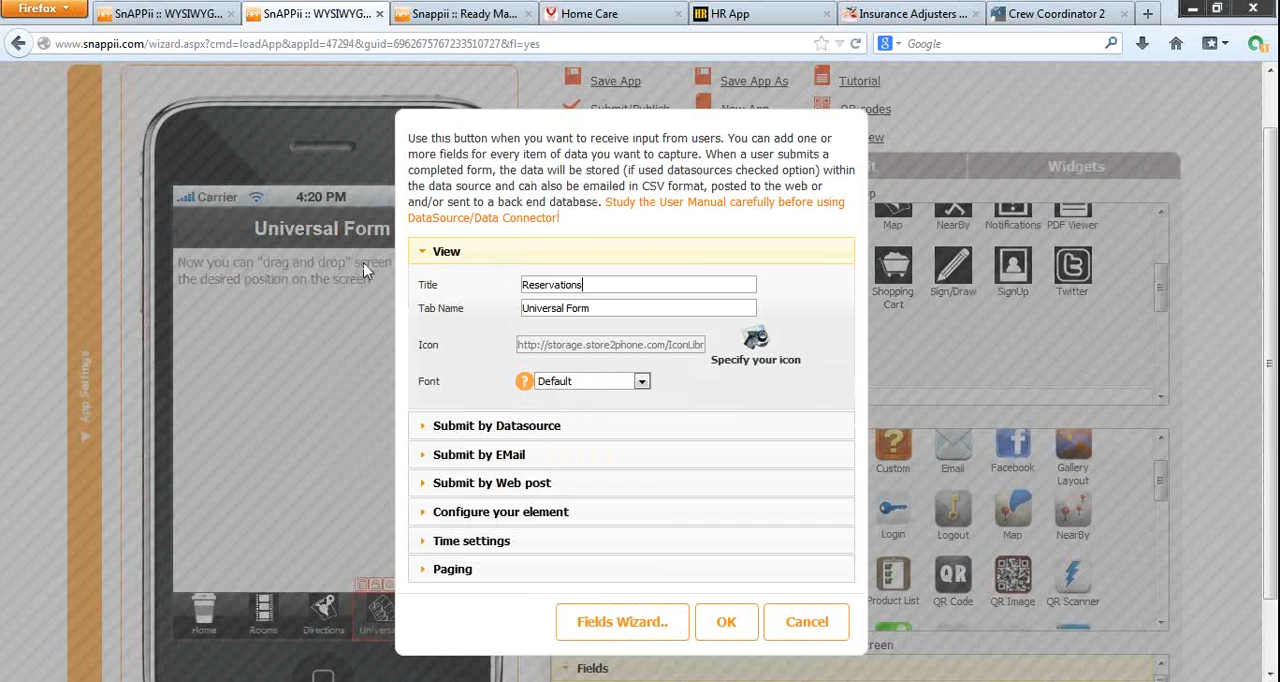 Firefox
SnAPPii :: WYSIWYG...
SnAPPii :: WYSIWYG...
Snappii :: Ready Ma...
Home Care
HR App
Insurance Adjusters ...
Crew Coordinator 2
www.snappii.com/wizard.aspx?cmd=loadApp&appId=47294&guid=6962675767233510727&fl=yes
Google
Save App
Save App As
Tutorial
Submit/Publish
New App
QR codes
Widgets
App Settings
Carrier
4:20 PM
Universal Form
Now you can "drag and drop" screen
the desired position on the screen
Home
Rooms
Directions
Use this button when you want to receive input from users. You can add one or
more fields for every item of data you want to capture. When a user submits a
completed form, the data will be stored (if used datasources checked option) within
the data source and can also be emailed in CSV format, posted to the web or
and/or sent to a back end database. Study the User Manual carefully before using
DataSource/Data Connector!
View
Title
Reservations
Tab Name
Universal Form
Icon
http://storage.store2phone.com/IconLibr
Specify your icon
Font
?
Default
Submit by Datasource
Submit by EMail
Submit by Web post
Configure your element
Time settings
Paging
Fields Wizard..
OK
Cancel
Map
NearBy
Notifications
PDF Viewer
Shopping
Cart
Sign/Draw
SignUp
Twitter
Custom
Email
Facebook
Gallery
Layout
Login
Logout
Map
NearBy
Product List
QR Code
QR Image
QR Scanner
Fields